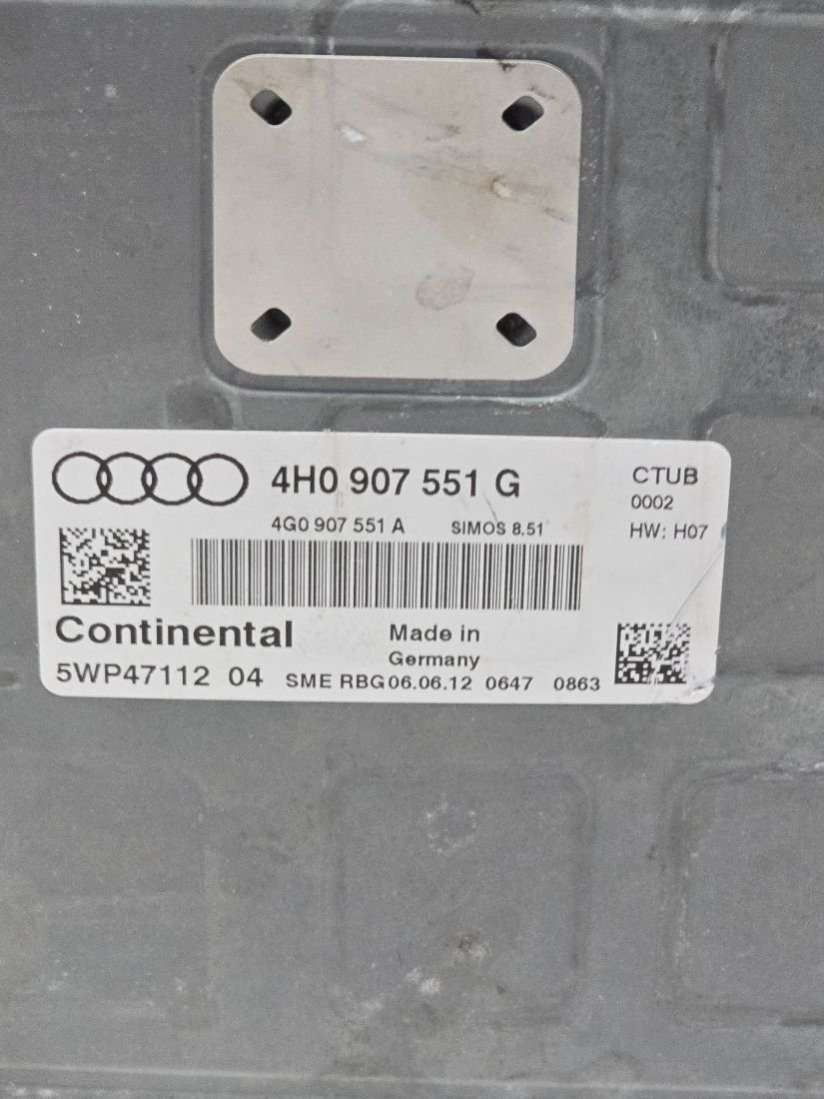 4H0 907 551 G
CTUB
0002
4G0 907 551 A SIMOS 8.51
HW: H07
Continental
Made in
Germany
5WP47112 04 SME RBG06.06.12 0647 0863